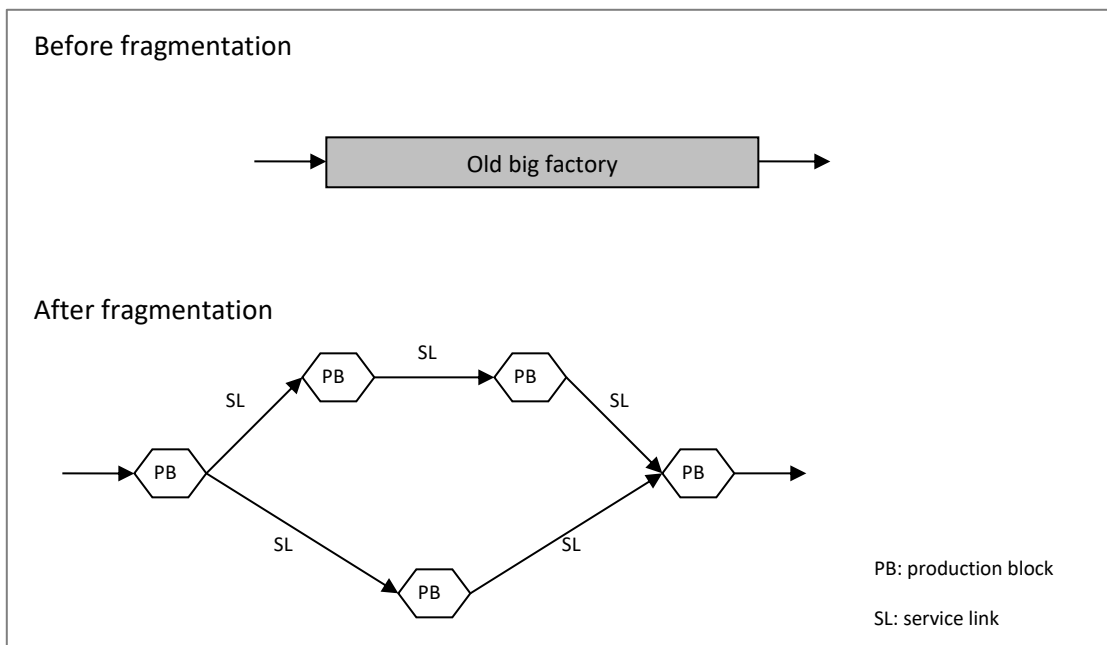 Before fragmentation
Old big factory
After fragmentation
SL
PB
PB
SL
SL
PB
PB
SL
SL
PB
PB: production block
SL: service link